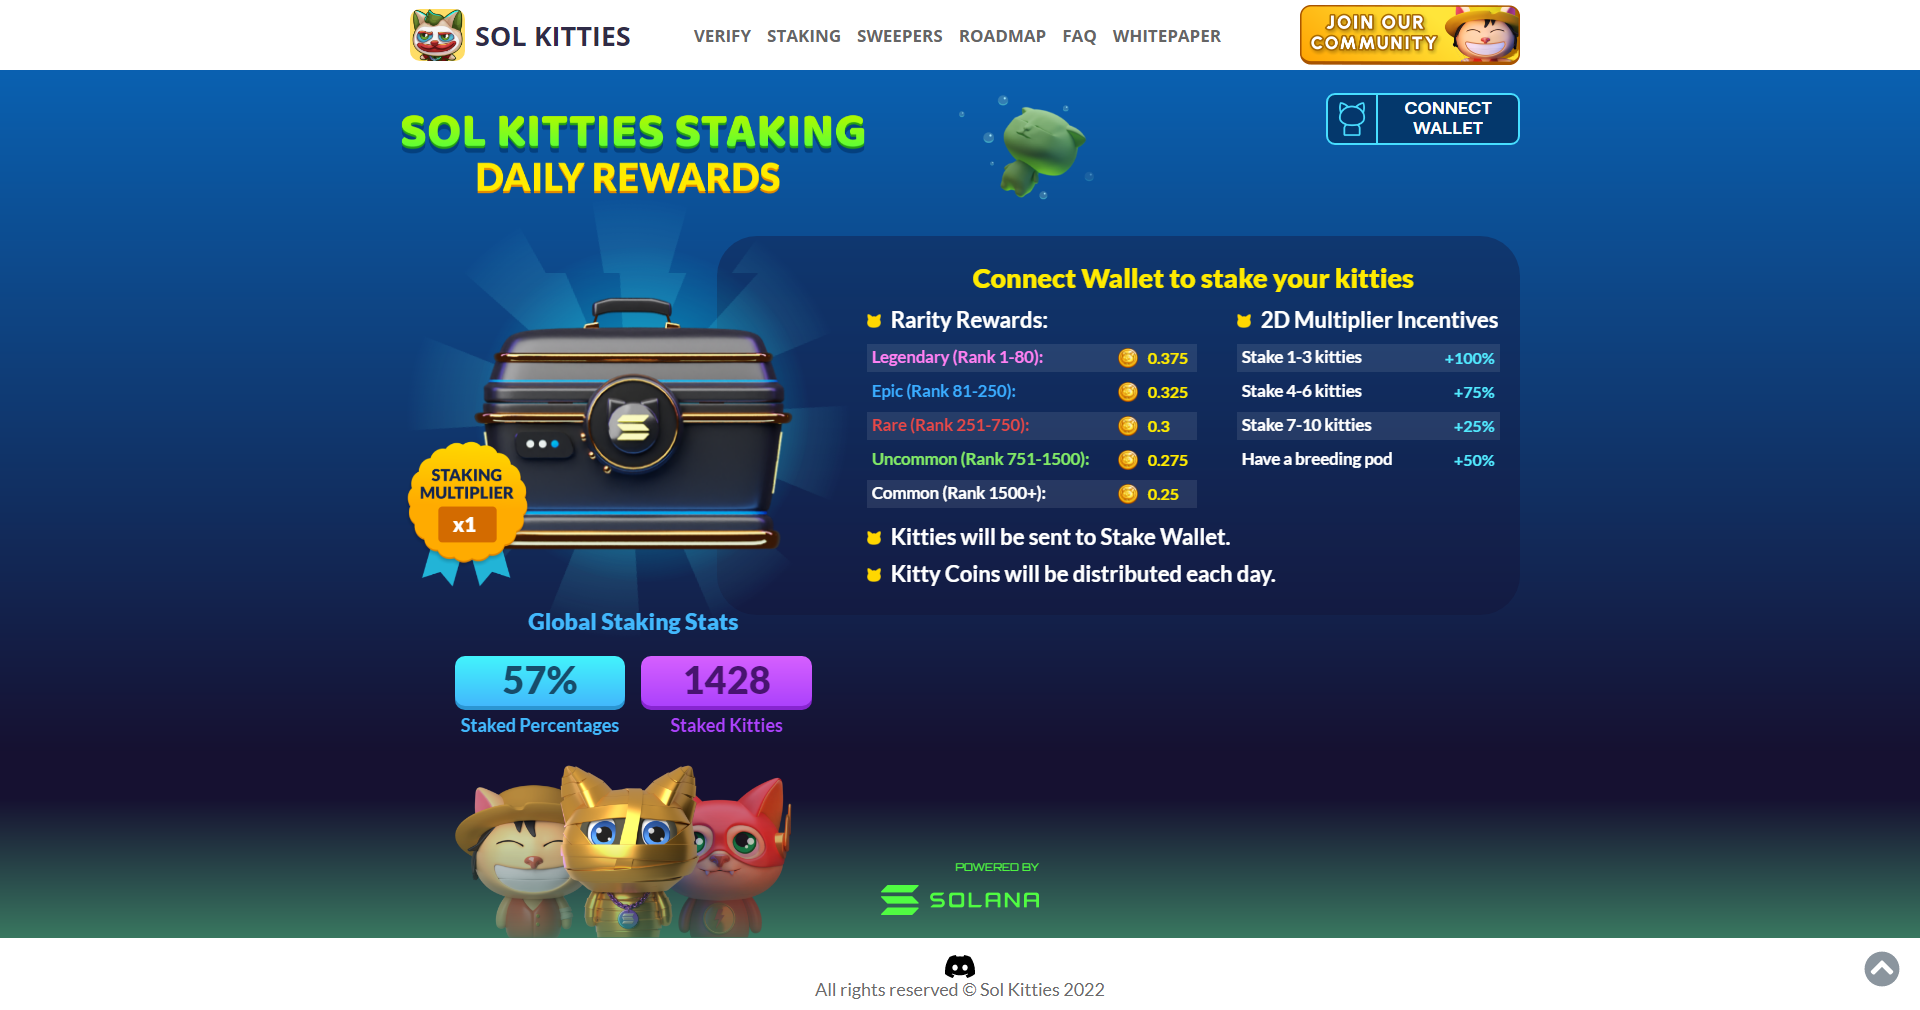 SOL KITTIES
VERIFY STAKING SWEEPERS ROADMAP FAQ WHITEPAPER
JOIN OUR
COMMUNITY
SOL KITTIES STAKING
DAILY REWARDS
CONNECT
WALLET
Connect Wallet to stake your kitties
Rarity Rewards:
Legendary (Rank 1-80): 0.375
Epic (Rank 81-250): 0.325
Rare (Rank 251-750): 0.3
Uncommon (Rank 751-1500): 0.275
Common (Rank 1500+): 0.25
2D Multiplier Incentives
Stake 1-3 kitties +100%
Stake 4-6 kitties +75%
Stake 7-10 kitties +25%
Have a breeding pod +50%
Kitties will be sent to Stake Wallet.
Kitty Coins will be distributed each day.
STAKING
MULTIPLIER
x1
Global Staking Stats
57%
Staked Percentages
1428
Staked Kitties
POWERED BY
SOLANA
All rights reserved © Sol Kitties 2022